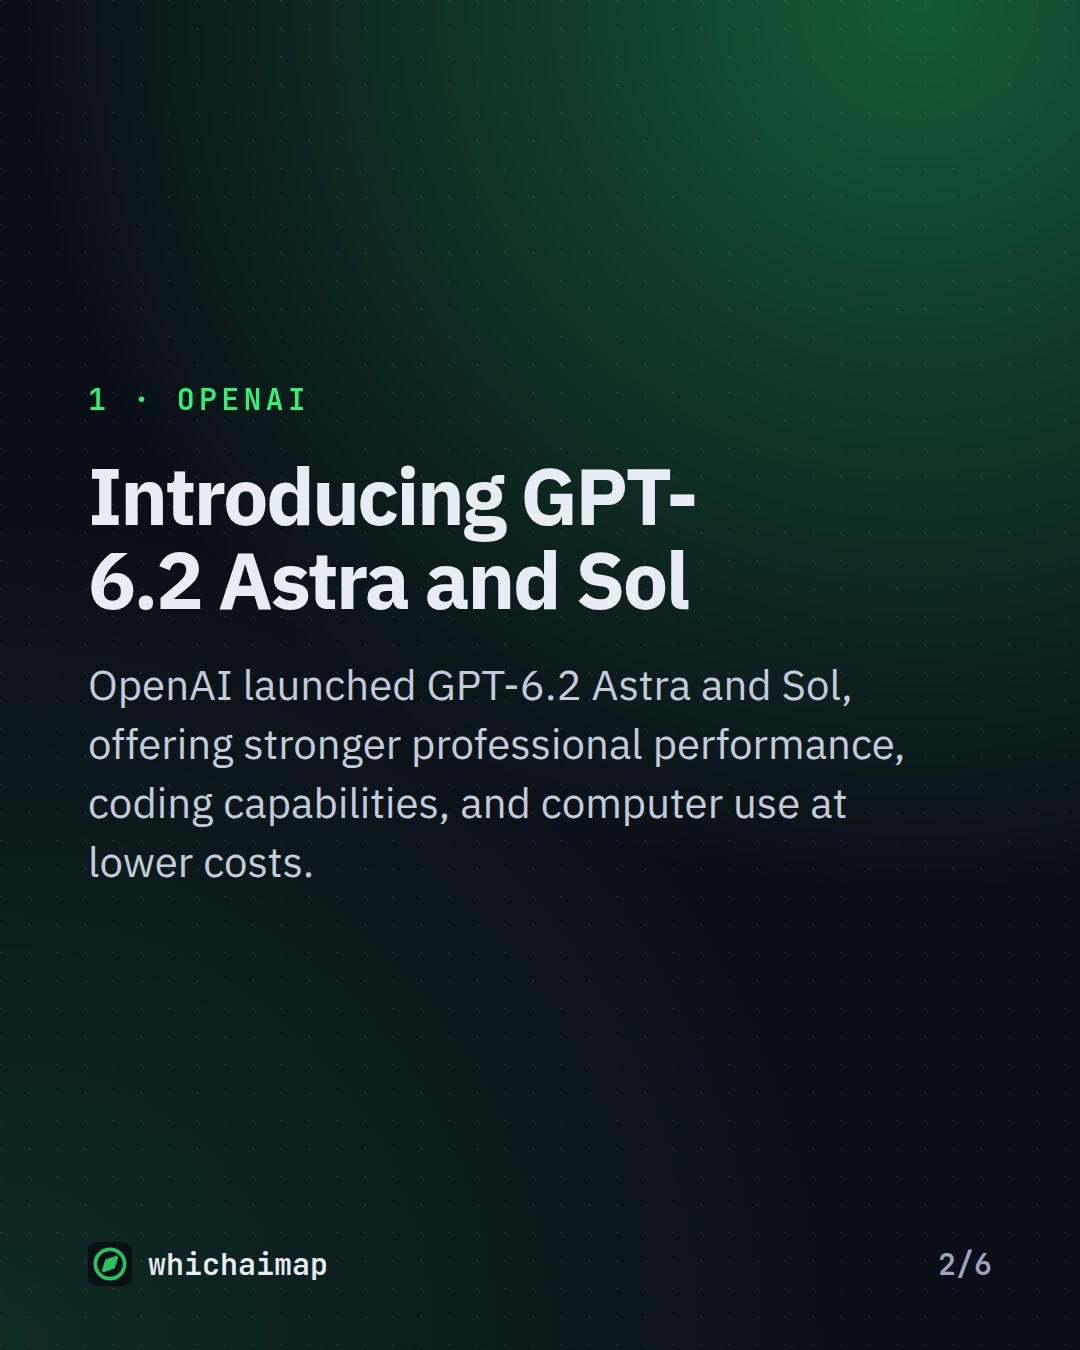 1 · OPENAI
Introducing GPT-
6.2 Astra and Sol
OpenAI launched GPT-6.2 Astra and Sol,
offering stronger professional performance,
coding capabilities, and computer use at
lower costs.
whichaimap
2/6